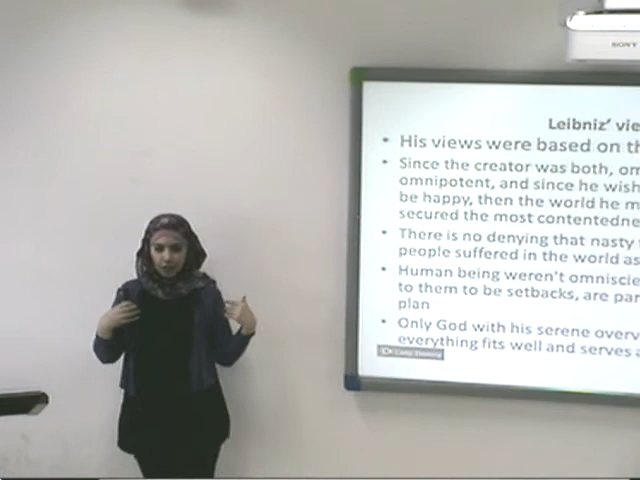 SONY
Leibniz' vie
• His views were based on th
• Since the creator was both, om
omnipotent, and since he wish
be happy, then the world he m
secured the most contentedne
• There is no denying that nasty
people suffered in the world as
• Human being weren't omniscie
to them to be setbacks, are par
plan
• Only God with his serene overv
everything fits well and serves a